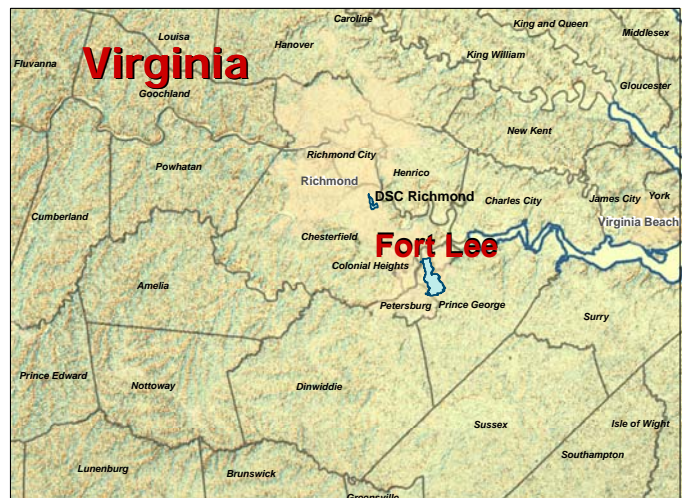 Caroline
King and Queen
Louisa
Middlesex
Hanover
King William
Virginia
Fluvanna
Gloucester
Goochland
New Kent
Richmond City
Powhatan
Henrico
Richmond
DSC Richmond
Charles City
James City
York
Cumberland
Virginia Beach
Chesterfield
Fort Lee
Colonial Heights
Amelia
Petersburg
Prince George
Surry
Prince Edward
Nottoway
Dinwiddie
Sussex
Isle of Wight
Southampton
Lunenburg
Brunswick
Greensville